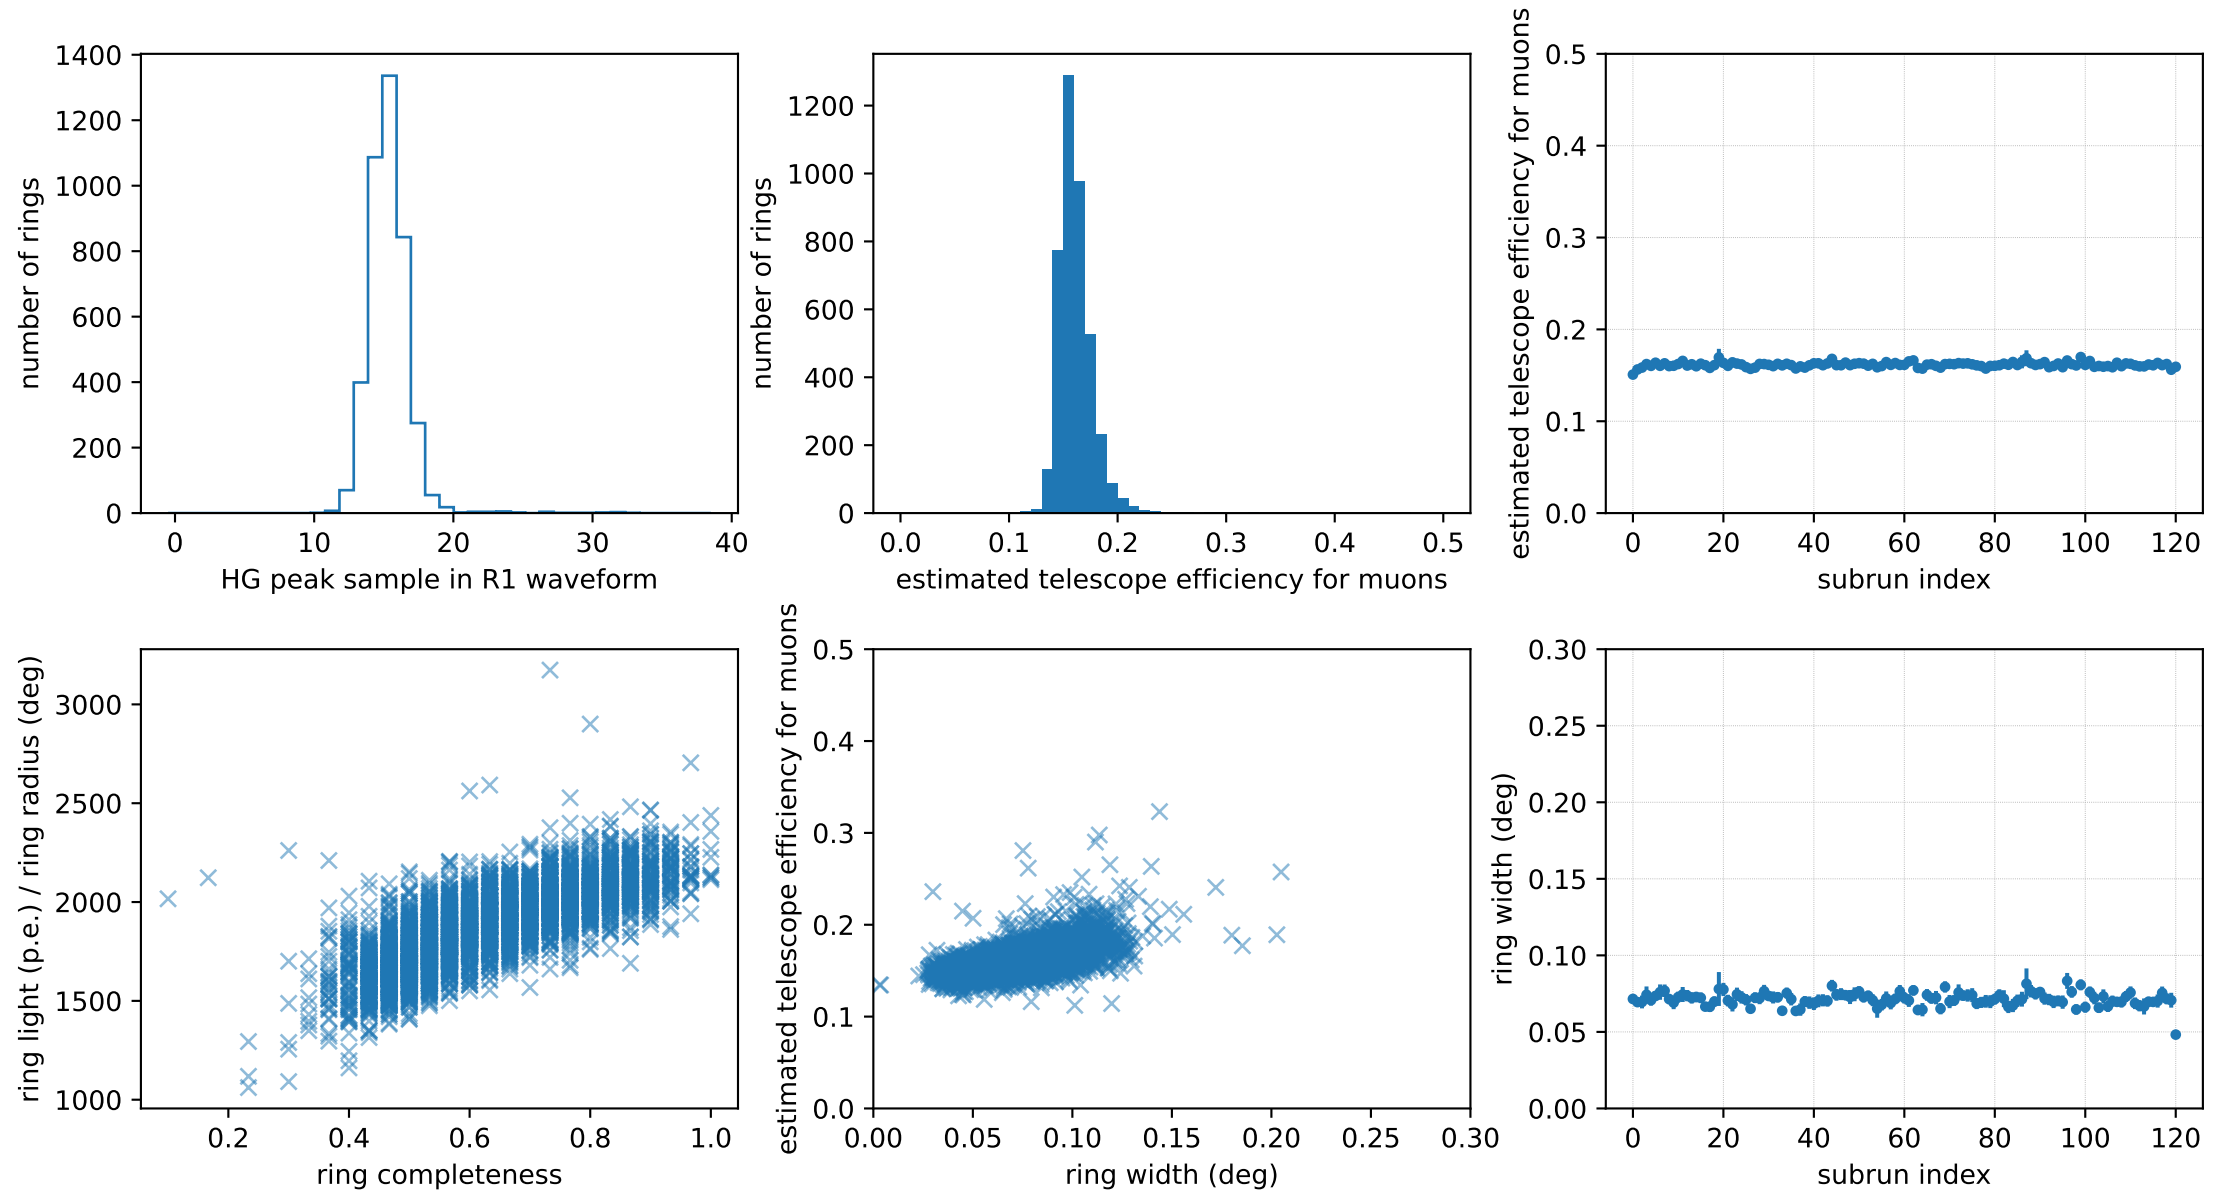 1400
1200
1000
800
600
400
200
0
number of rings
0 10 20 30 40
HG peak sample in R1 waveform
1200
1000
800
600
400
200
0
number of rings
0.0 0.1 0.2 0.3 0.4 0.5
estimated telescope efficiency for muons
0.5
0.4
0.3
0.2
0.1
0.0
estimated telescope efficiency for muons
0 20 40 60 80 100 120
subrun index
3000
2500
2000
1500
1000
ring light (p.e.) / ring radius (deg)
0.2 0.4 0.6 0.8 1.0
ring completeness
0.5
0.4
0.3
0.2
0.1
0.0
estimated telescope efficiency for muons
0.00 0.05 0.10 0.15 0.20 0.25 0.30
ring width (deg)
0.30
0.25
0.20
0.15
0.10
0.05
0.00
ring width (deg)
0 20 40 60 80 100 120
subrun index